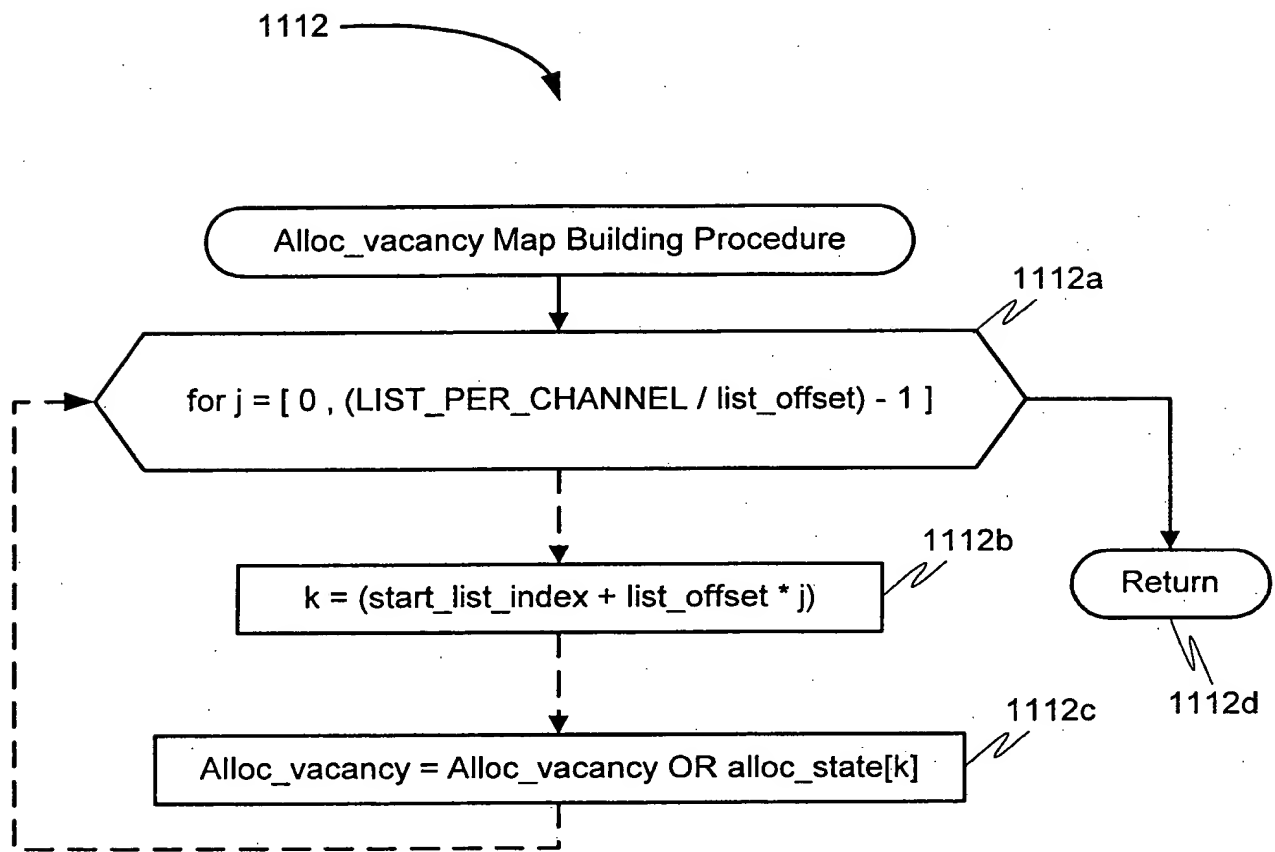 1112
Alloc_vacancy Map Building Procedure
1112a
for j = [ 0 , (LIST_PER_CHANNEL / list_offset) - 1 ]
1112b
k = (start_list_index + list_offset * j)
Return
1112d
1112c
Alloc_vacancy = Alloc_vacancy OR alloc_state[k]